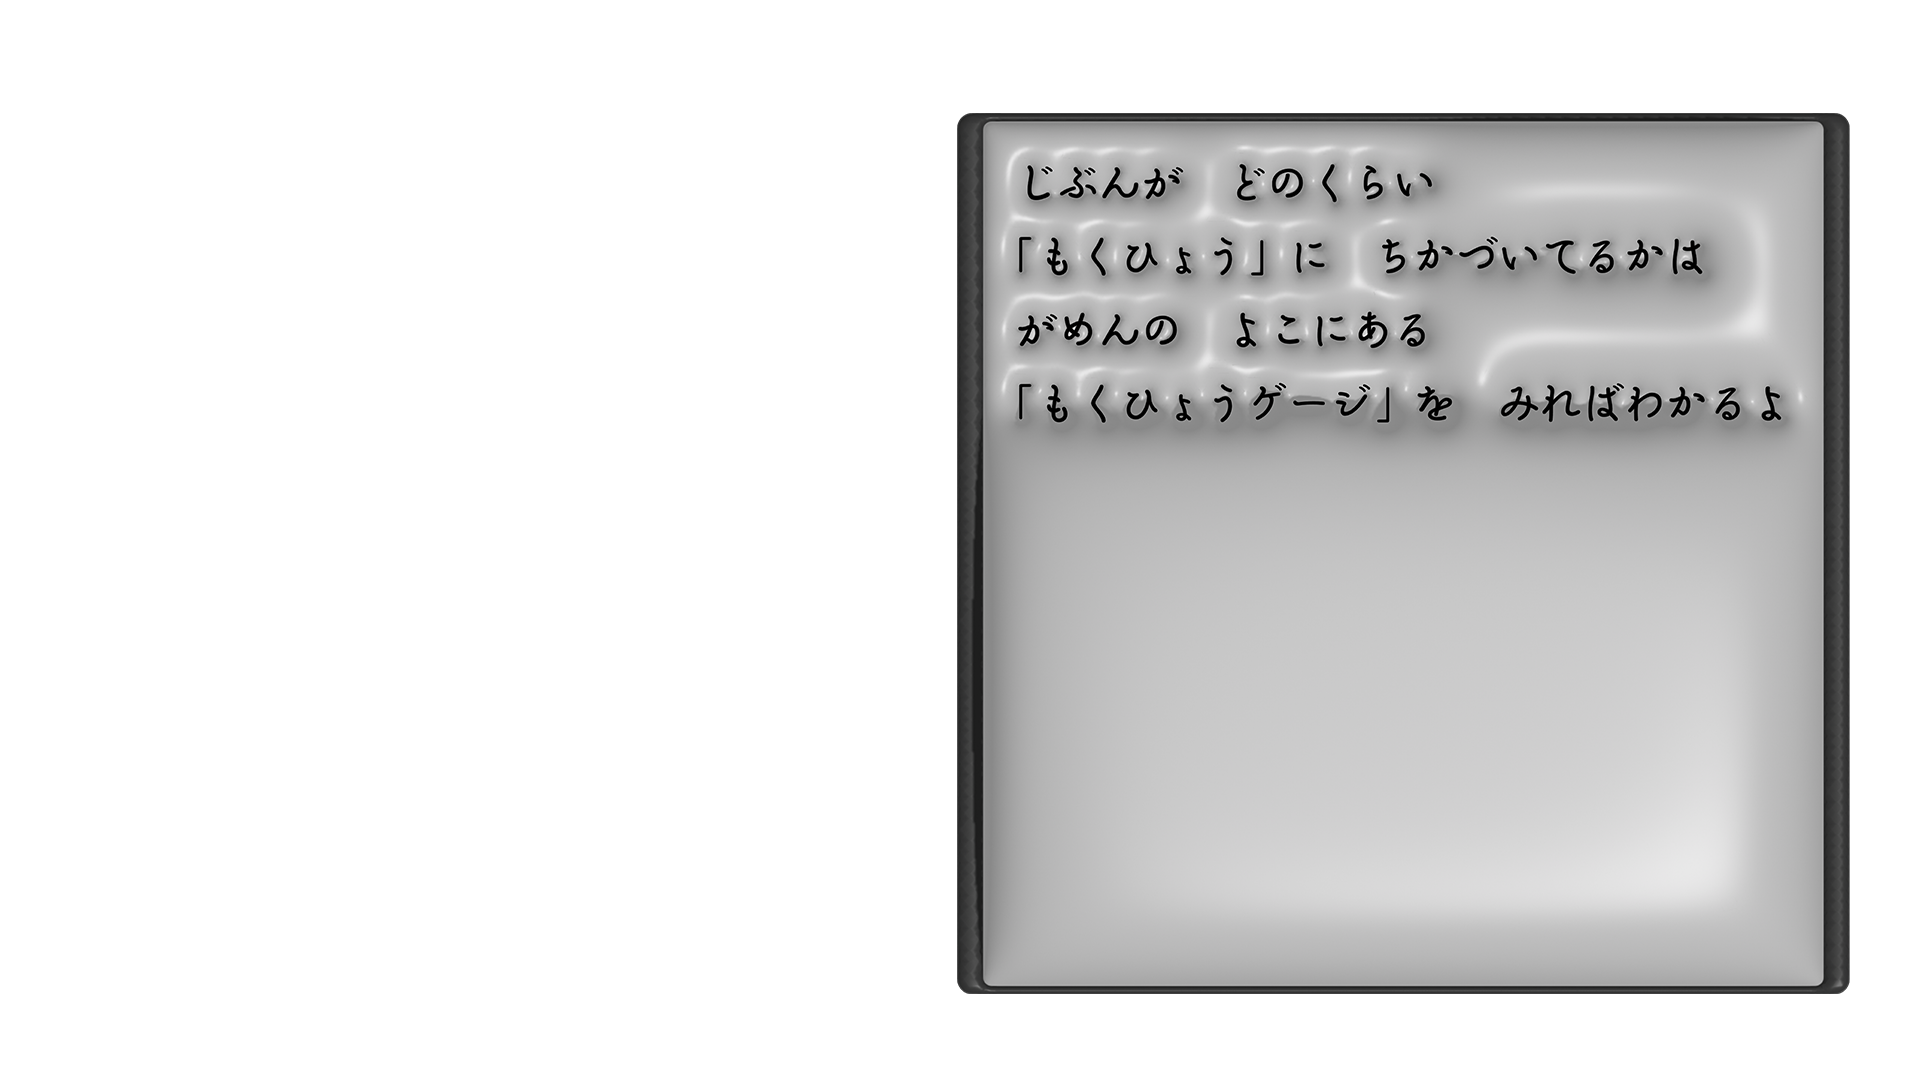 じぶんが　どのくらい
「もくひょう」に　ちかづいてるかは
がめんの　よこにある
「もくひょうゲージ」を　みればわかるよ